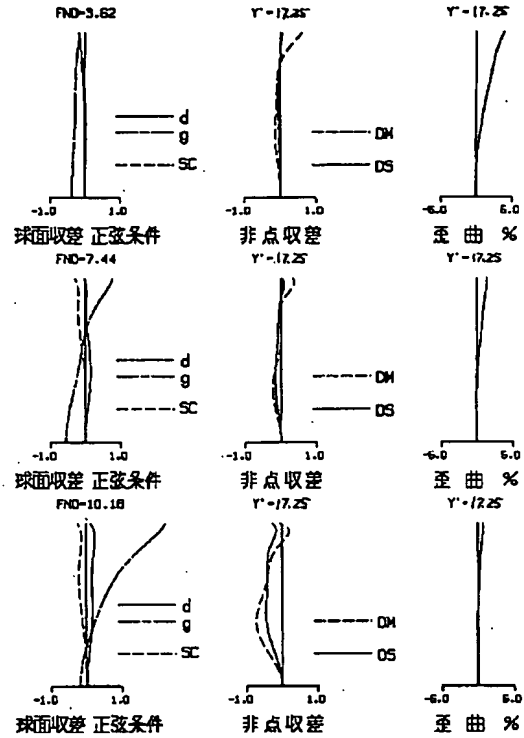 FNO=3.62 Y'=17.25 Y'=17.25
d
g
SC
DM
DS
-1.0 1.0 -1.0 1.0 -5.0 5.0
球面収差 正弦条件 非点収差 歪曲 %
FNO=7.44 Y'=17.25 Y'=17.25
d
g
SC
DM
DS
-1.0 1.0 -1.0 1.0 -5.0 5.0
球面収差 正弦条件 非点収差 歪曲 %
FNO=10.18 Y'=17.25 Y'=17.25
d
g
SC
DM
DS
-1.0 1.0 -1.0 1.0 -5.0 5.0
球面収差 正弦条件 非点収差 歪曲 %